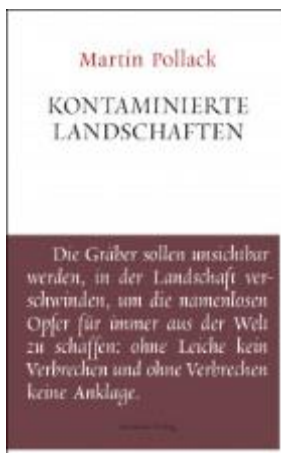 Martin Pollack
KONTAMINIERTE
LANDSCHAFTEN
Die Gräber sollen unsichtbar
werden, in der Landschaft ver-
schwinden, um die namenlosen
Opfer für immer aus der Welt
zu schaffen: ohne Leiche kein
Verbrechen und ohne Verbrechen
keine Anklage.